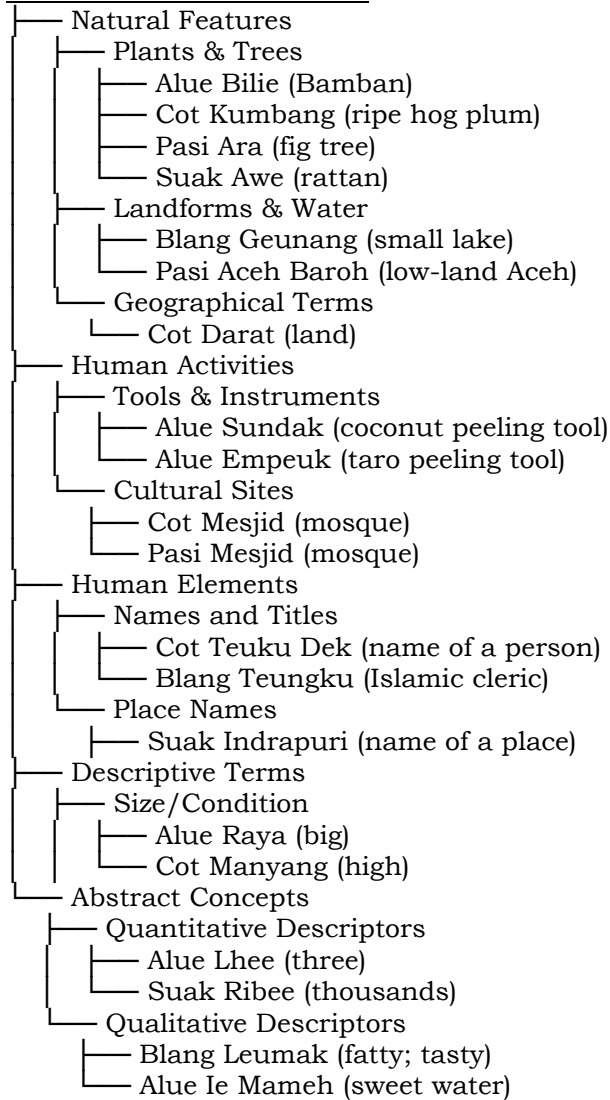 Natural Features
Plants & Trees
Alue Bilie (Bamban)
Cot Kumbang (ripe hog plum)
Pasi Ara (fig tree)
Suak Awe (rattan)
Landforms & Water
Blang Geunang (small lake)
Pasi Aceh Baroh (low-land Aceh)
Geographical Terms
Cot Darat (land)
Human Activities
Tools & Instruments
Alue Sundak (coconut peeling tool)
Alue Empeuk (taro peeling tool)
Cultural Sites
Cot Mesjid (mosque)
Pasi Mesjid (mosque)
Human Elements
Names and Titles
Cot Teuku Dek (name of a person)
Blang Teungku (Islamic cleric)
Place Names
Suak Indrapuri (name of a place)
Descriptive Terms
Size/Condition
Alue Raya (big)
Cot Manyang (high)
Abstract Concepts
Quantitative Descriptors
Alue Lhee (three)
Suak Ribee (thousands)
Qualitative Descriptors
Blang Leumak (fatty; tasty)
Alue Ie Mameh (sweet water)